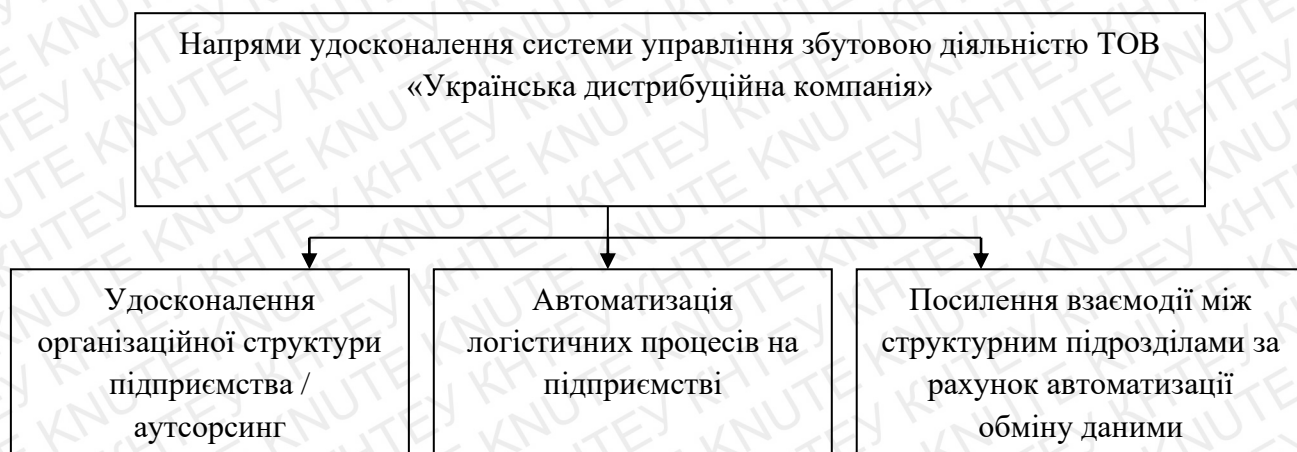 Напрями удосконалення системи управління збутовою діяльністю ТОВ
«Українська дистрибуційна компанія»
Удосконалення
організаційної структури
підприємства /
аутсорсинг
Автоматизація
логістичних процесів на
підприємстві
Посилення взаємодії між
структурним підрозділами за
рахунок автоматизації
обміну даними